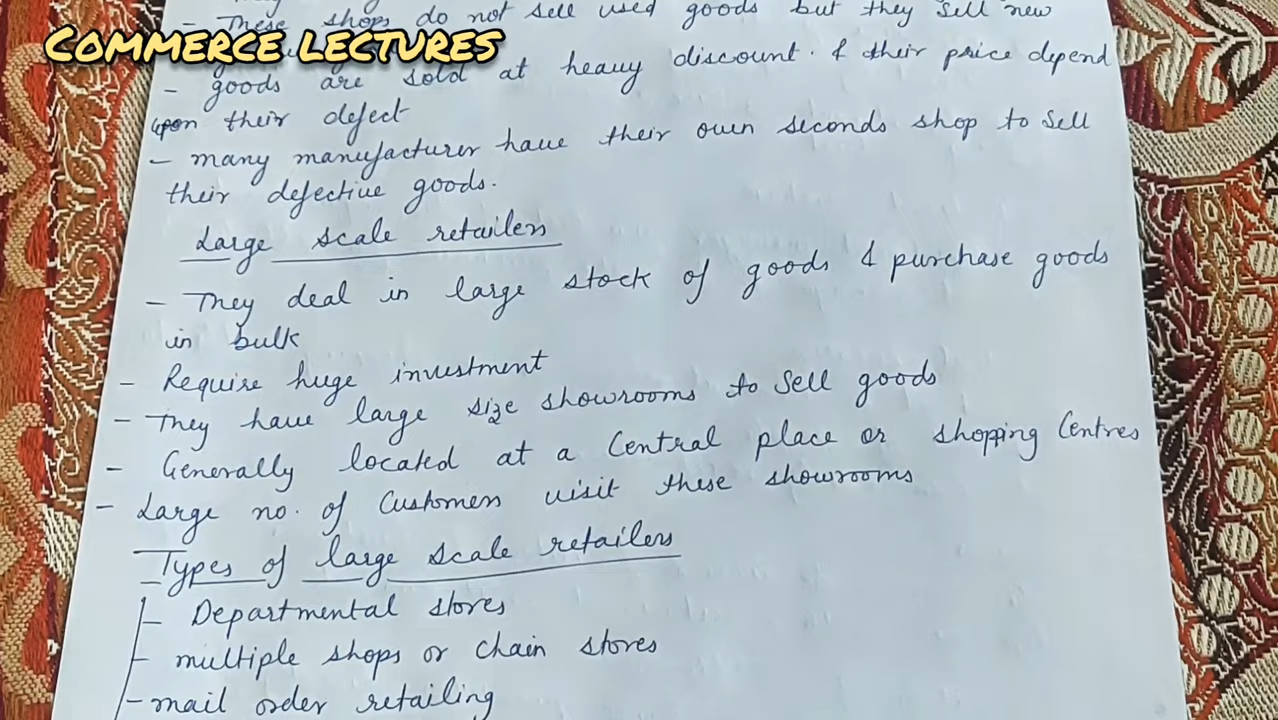 - These shops do not sell used goods but they sell new
COMMERCE LECTURES
- goods are sold at heavy discount. & their price depend
upon their defect
- many manufacturer have their own seconds shop to sell
their defective goods.
Large scale retailers
- They deal in large stock of goods & purchase goods
in bulk
- Require huge investment
- They have large size showrooms to sell goods
- Generally located at a Central place or shopping Centres
- Large no. of Customers visit these showrooms
Types of large scale retailers
- Departmental stores
- multiple shops or chain stores
- mail order retailing